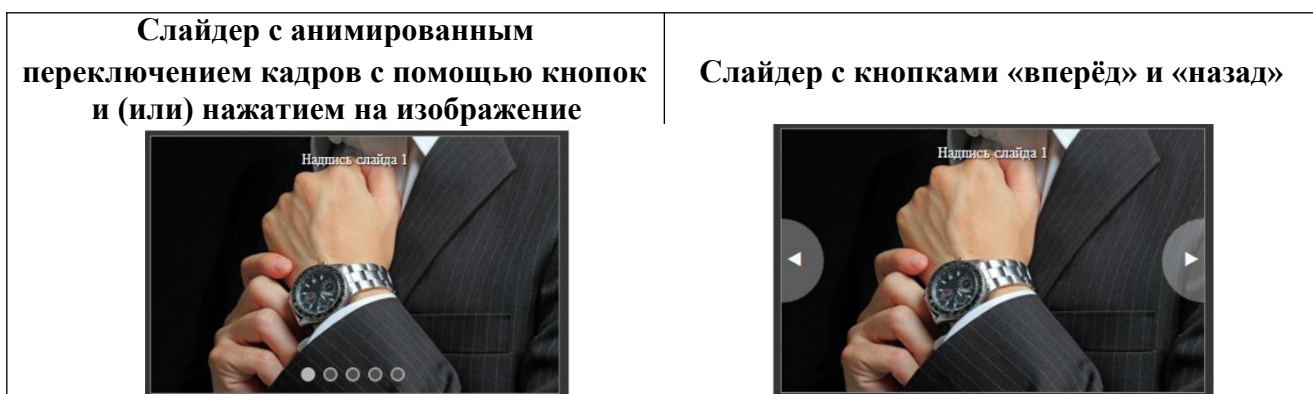 Слайдер с анимированным
переключением кадров с помощью кнопок
и (или) нажатием на изображение
Слайдер с кнопками «вперёд» и «назад»
Надпись слайда 1
Надпись слайда 1